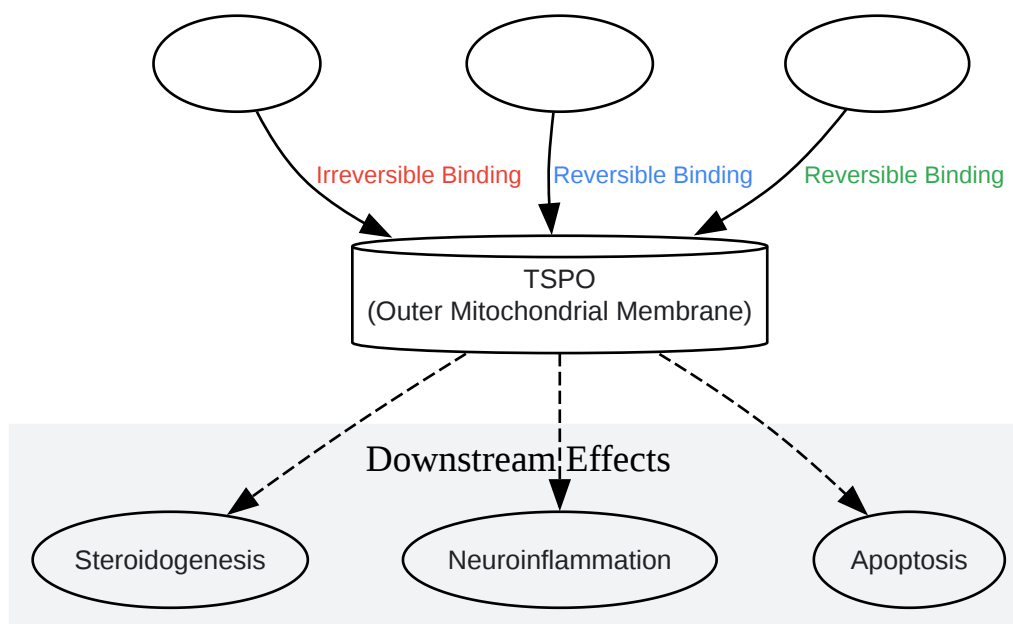 Irreversible Binding
Reversible Binding
Reversible Binding
TSPO
(Outer Mitochondrial Membrane)
Downstream Effects
Steroidogenesis
Neuroinflammation
Apoptosis